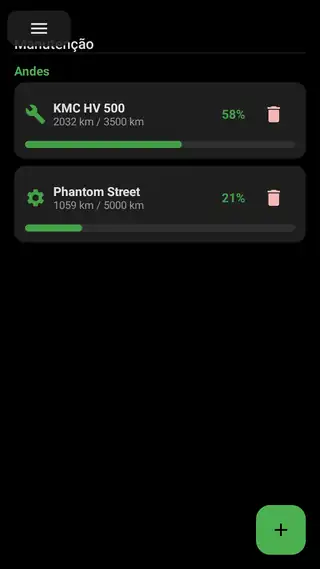 Manutenção
Andes
KMC HV 500
2032 km / 3500 km
58%
Phantom Street
1059 km / 5000 km
21%